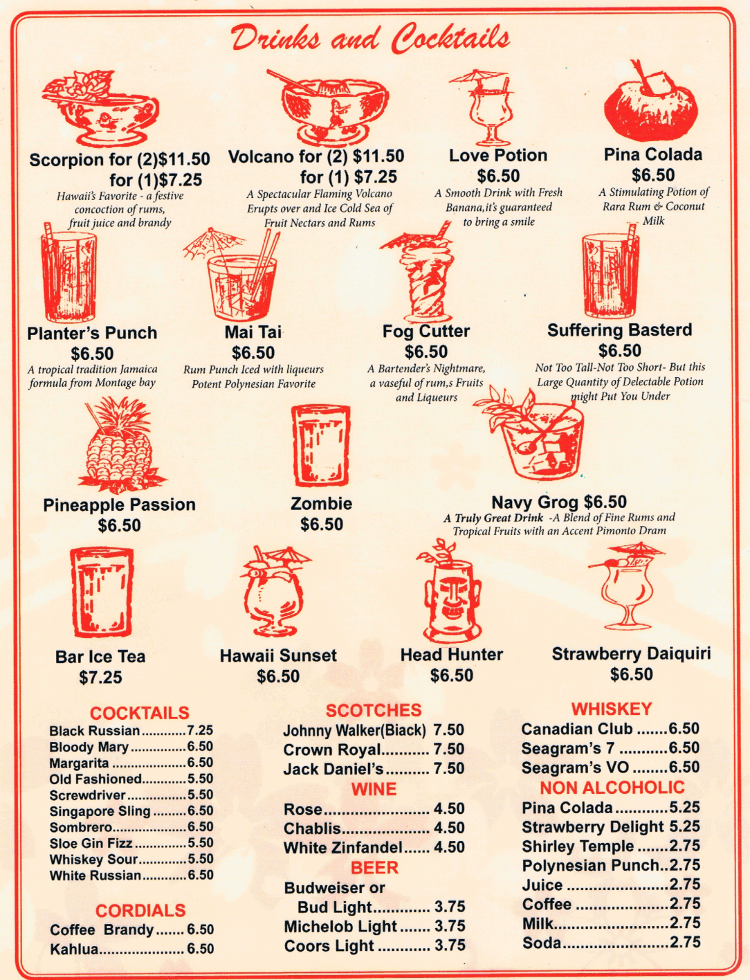 Drinks and Cocktails
Scorpion for (2)$11.50
for (1)$7.25
Hawaii's Favorite - a festive
concoction of rums,
fruit juice and brandy
Volcano for (2) $11.50
for (1) $7.25
A Spectacular Flaming Volcano
Erupts over and Ice Cold Sea of
Fruit Nectars and Rums
Love Potion
$6.50
A Smooth Drink with Fresh
Banana,it's guaranteed
to bring a smile
Pina Colada
$6.50
A Stimulating Potion of
Rara Rum & Coconut
Milk
Planter's Punch
$6.50
A tropical tradition Jamaica
formula from Montage bay
Mai Tai
$6.50
Rum Punch Iced with liqueurs
Potent Polynesian Favorite
Fog Cutter
$6.50
A Bartender's Nightmare,
a vaseful of rum,s Fruits
and Liqueurs
Suffering Basterd
$6.50
Not Too Tall-Not Too Short- But this
Large Quantity of Delectable Potion
might Put You Under
Pineapple Passion
$6.50
Zombie
$6.50
Navy Grog $6.50
A Truly Great Drink -A Blend of Fine Rums and
Tropical Fruits with an Accent Pimonto Dram
Bar Ice Tea
$7.25
Hawaii Sunset
$6.50
Head Hunter
$6.50
Strawberry Daiquiri
$6.50
COCKTAILS
Black Russian............7.25
Bloody Mary..............6.50
Margarita ...................6.50
Old Fashioned...........5.50
Screwdriver...............5.50
Singapore Sling ........6.50
Sombrero...................6.50
Sloe Gin Fizz.............5.50
Whiskey Sour............5.50
White Russian...........6.50
CORDIALS
Coffee Brandy....... 6.50
Kahlua..................... 6.50
SCOTCHES
Johnny Walker(Biack) 7.50
Crown Royal........... 7.50
Jack Daniel's.......... 7.50
WINE
Rose......................... 4.50
Chablis..................... 4.50
White Zinfandel...... 4.50
BEER
Budweiser or
Bud Light............. 3.75
Michelob Light ....... 3.75
Coors Light ............ 3.75
WHISKEY
Canadian Club .......6.50
Seagram's 7 ...........6.50
Seagram's VO ........6.50
NON ALCOHOLIC
Pina Colada ............5.25
Strawberry Delight 5.25
Shirley Temple .......2.75
Polynesian Punch..2.75
Juice .......................2.75
Coffee .....................2.75
Milk..........................2.75
Soda.........................2.75